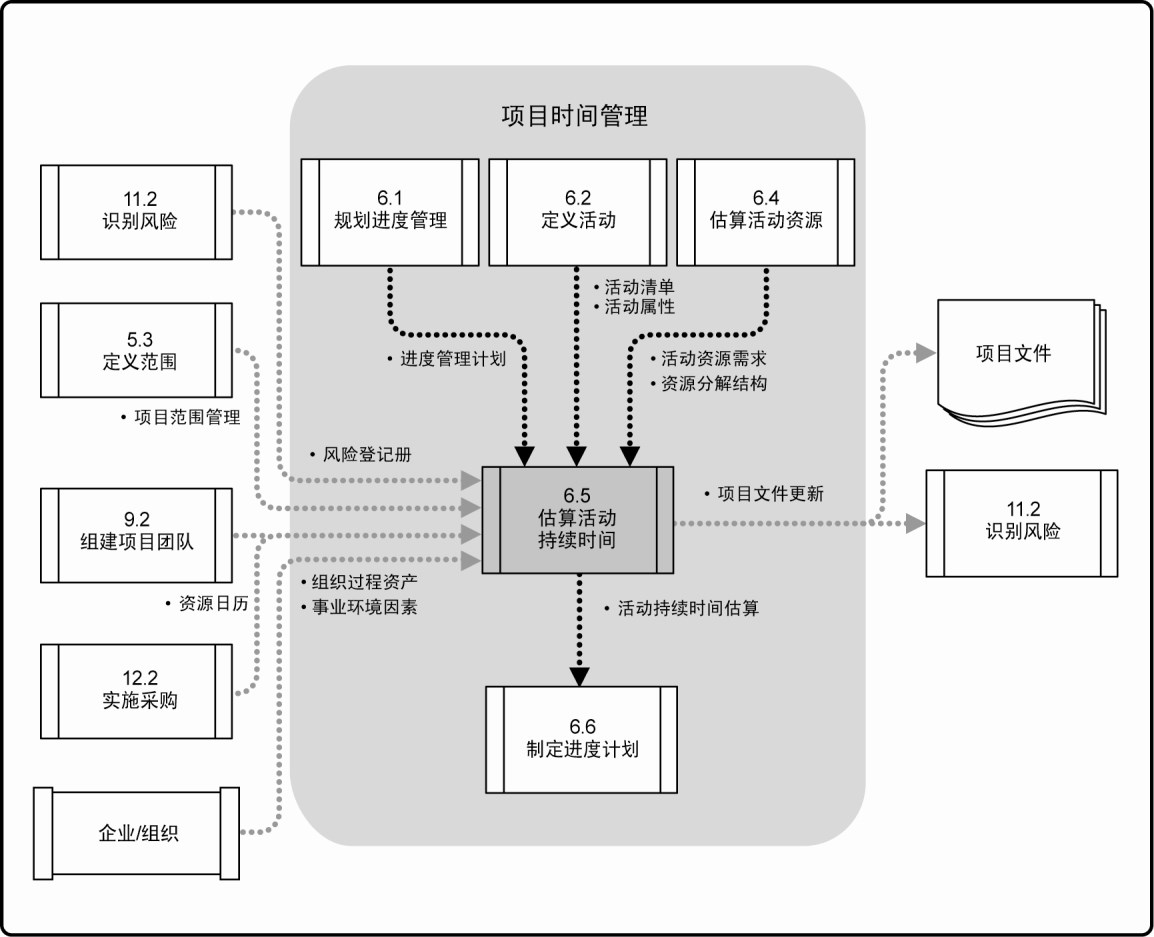 项目时间管理
11.2
识别风险
6.1
规划进度管理
6.2
定义活动
6.4
估算活动资源
• 活动清单
• 活动属性
5.3
定义范围
• 项目范围管理
• 进度管理计划
• 活动资源需求
• 资源分解结构
项目文件
• 风险登记册
9.2
组建项目团队
6.5
估算活动
持续时间
• 项目文件更新
11.2
识别风险
• 组织过程资产
• 事业环境因素
• 资源日历
• 活动持续时间估算
12.2
实施采购
6.6
制定进度计划
企业/组织